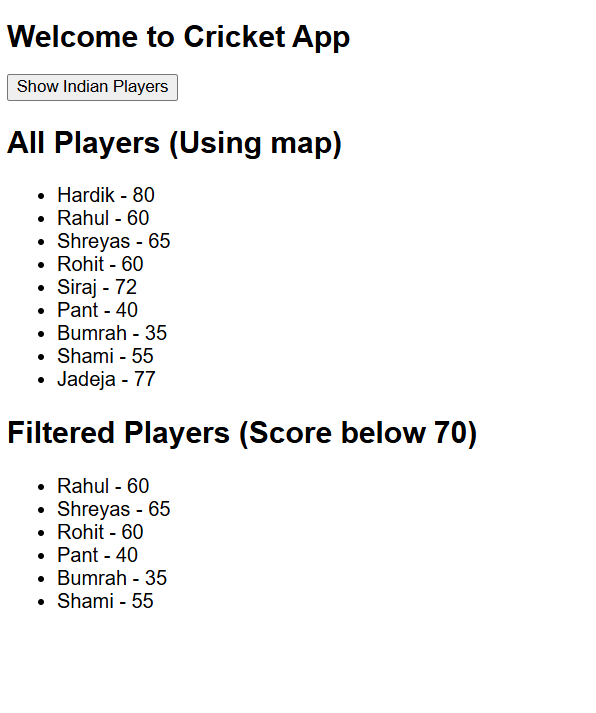 Welcome to Cricket App
Show Indian Players
All Players (Using map)
Hardik - 80
Rahul - 60
Shreyas - 65
Rohit - 60
Siraj - 72
Pant - 40
Bumrah - 35
Shami - 55
Jadeja - 77
Filtered Players (Score below 70)
Rahul - 60
Shreyas - 65
Rohit - 60
Pant - 40
Bumrah - 35
Shami - 55